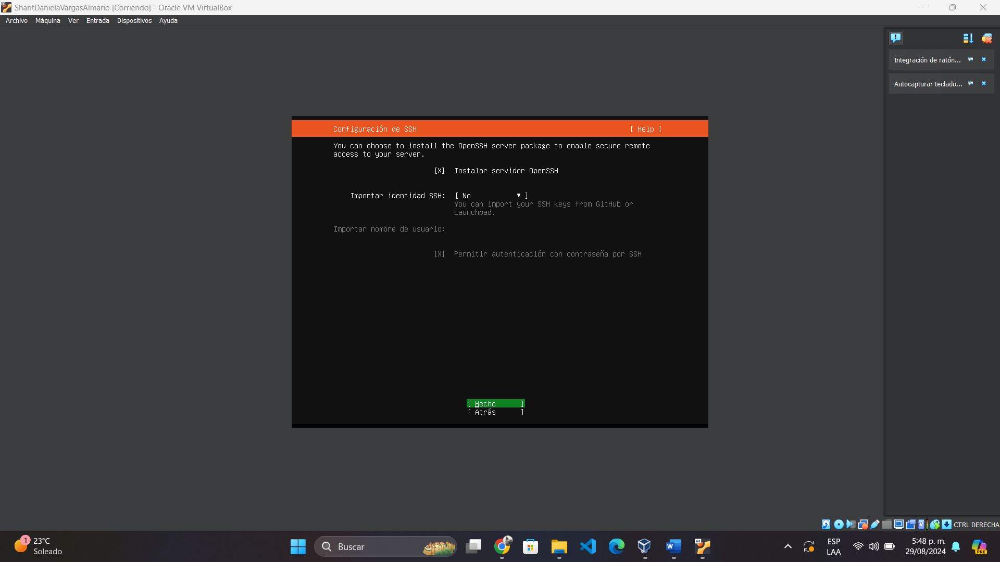 SharitDanielaVargasAlmario [Corriendo] - Oracle VM VirtualBox
Archivo Máquina Ver Entrada Dispositivos Ayuda
Integración de ratón...
Autocapturar teclado...
Configuración de SSH [ Help ]
You can choose to install the OpenSSH server package to enable secure remote
access to your server.
[X] Instalar servidor OpenSSH
Importar identidad SSH: [ No ▾ ]
You can import your SSH keys from GitHub or
Launchpad.
Importar nombre de usuario:
[X] Permitir autenticación con contraseña por SSH
[ Hecho ]
[ Atrás ]
CTRL DERECHA
1
23°C
Soleado
Buscar
64
ESP
LAA
5:48 p. m.
29/08/2024
PRE